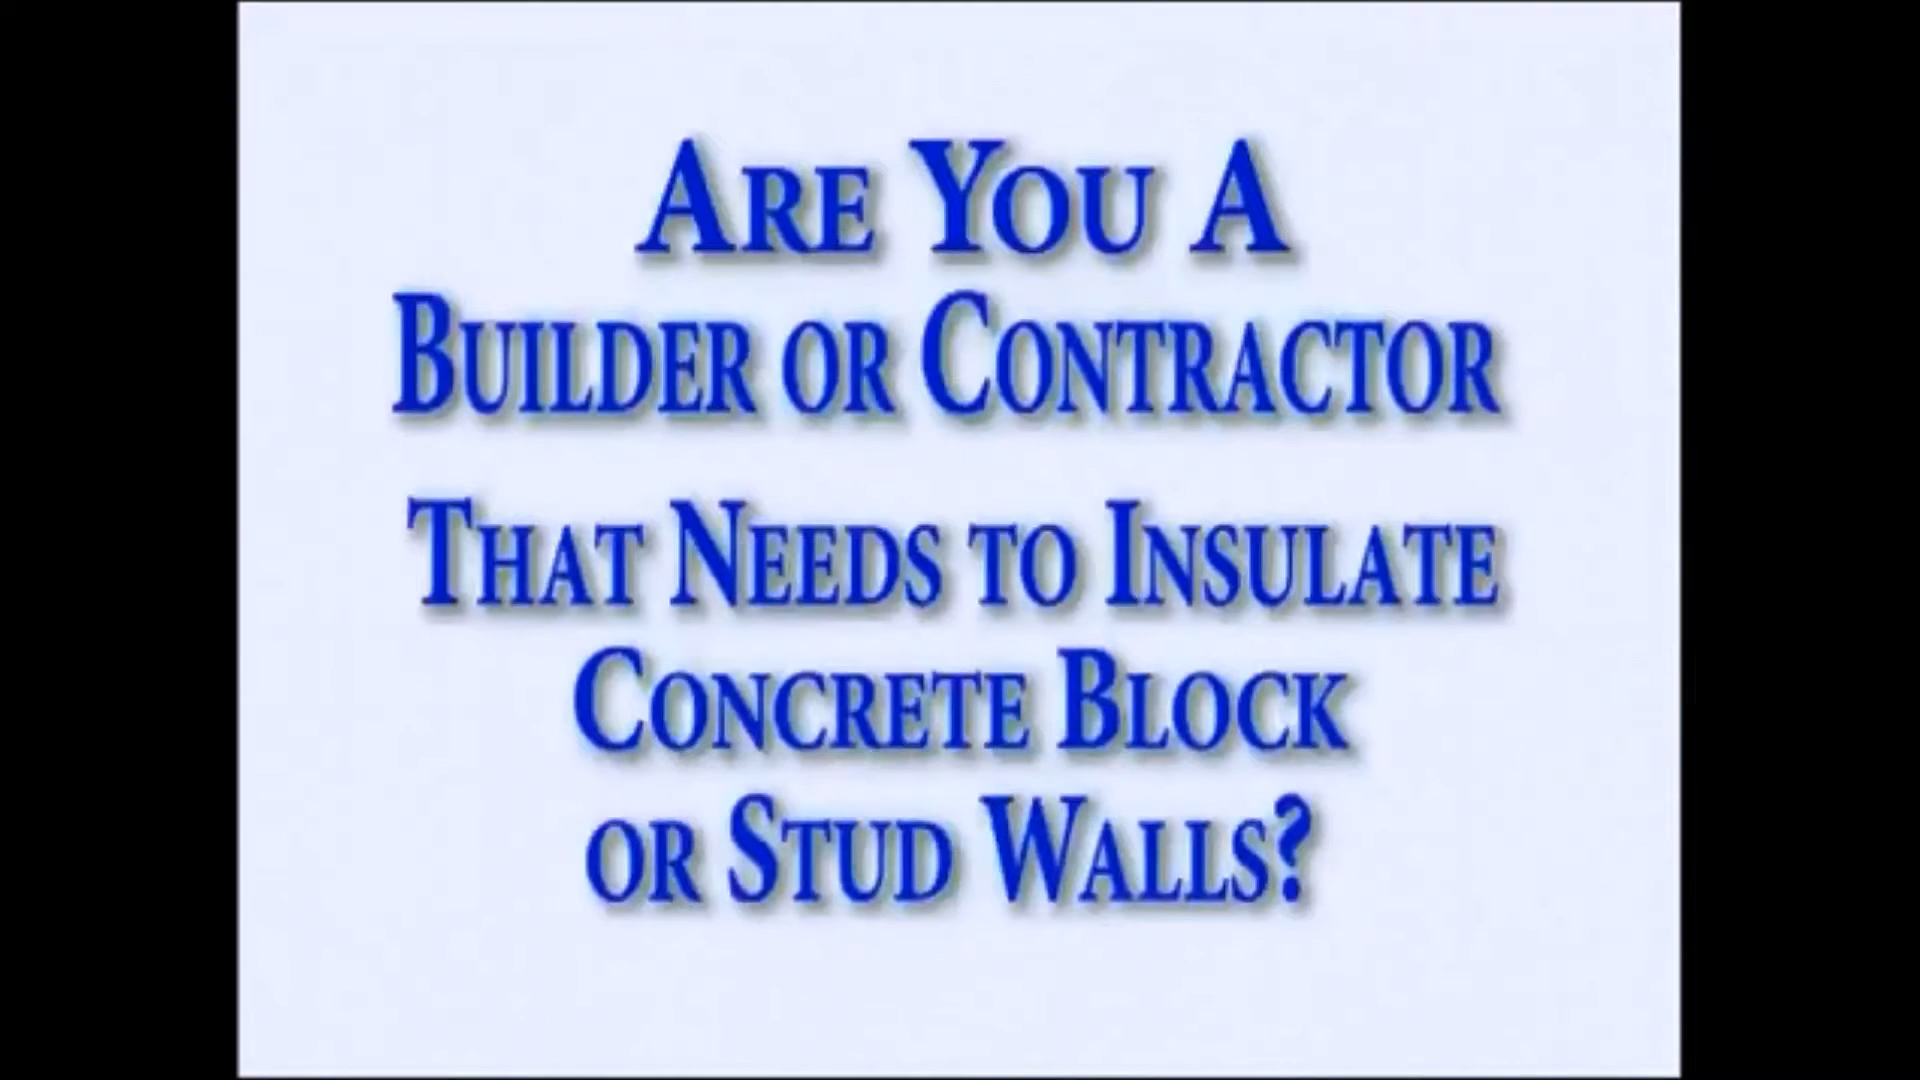 Are You A
Builder or Contractor
That Needs to Insulate
Concrete Block
or Stud Walls?